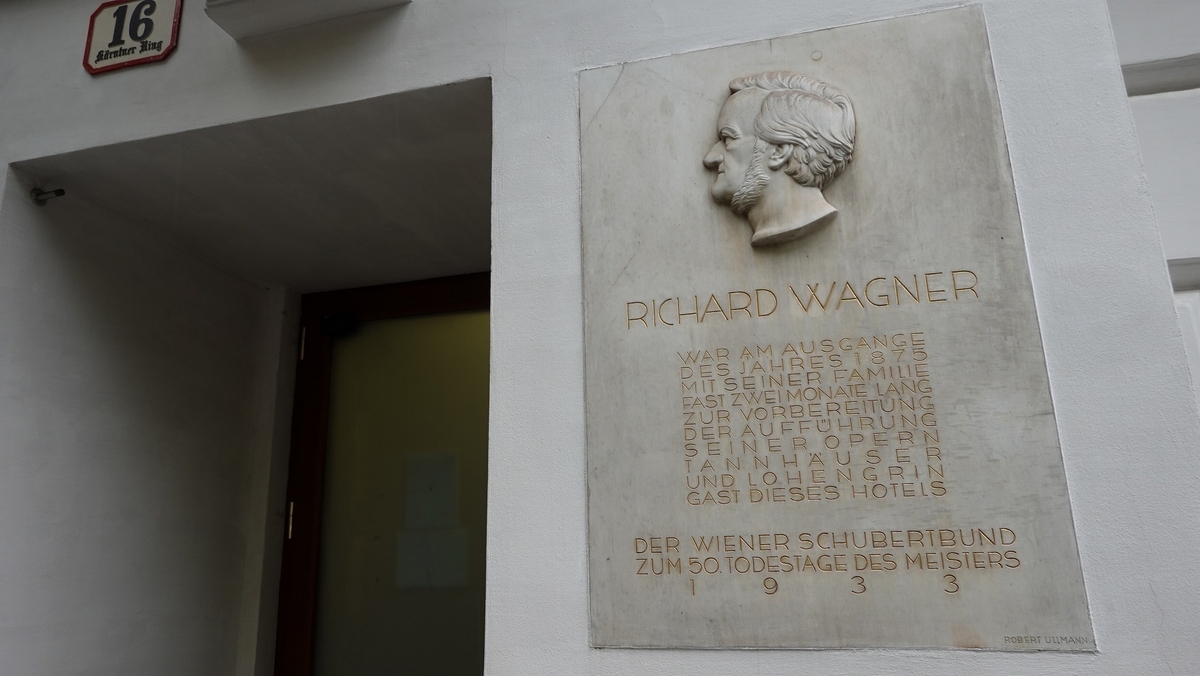 16
Kärntner Ring
RICHARD WAGNER
WAR AM AUSGANGE
DES JAHRES 1875
MIT SEINER FAMILIE
FAST ZWEI MONATE LANG
ZUR VORBEREITUNG
DER AUFFÜHRUNG
SEINER OPERN
TANNHÄUSER
UND LOHENGRIN
GAST DIESES HOTELS
DER WIENER SCHUBERTBUND
ZUM 50. TODESTAGE DES MEISTERS
1933
ROBERT ULLMANN